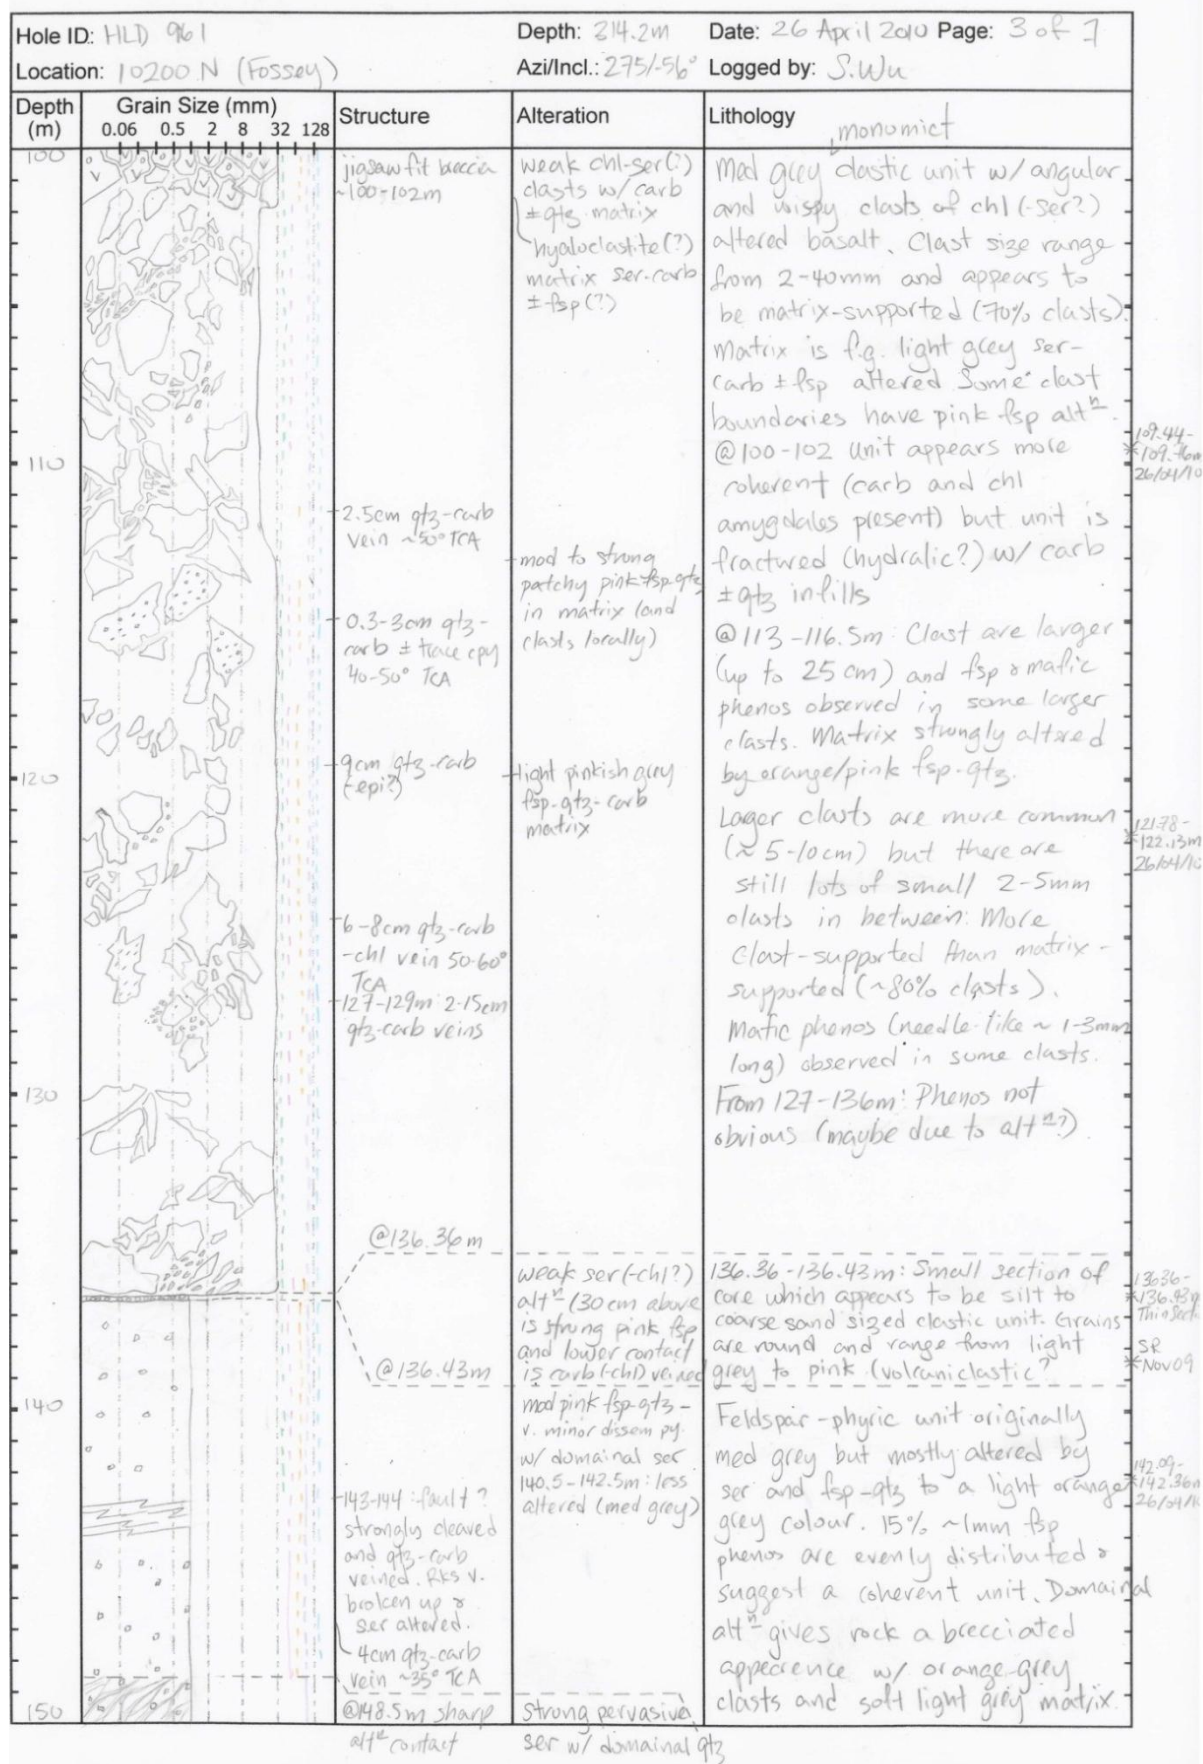 Hole ID: HLD 961
Depth: 314.2m
Date: 26 April 2010 Page: 3 of 7
Location: 10200 N (Fossey)
Azi/Incl.: 275/-56°
Logged by: S.Wu
Depth
(m)
Grain Size (mm)
0.06 0.5 2 8 32 128
Structure
Alteration
Lithology
monomict
100
110
120
130
140
150
jigsaw fit breccia
~100-102m
2.5cm qtz-carb
vein ~50° TCA
0.3-3cm qtz-
carb ± trace cpy
40-50° TCA
9cm qtz-carb
(-epi?)
6-8cm qtz-carb
-chl vein 50-60°
TCA
127-129m: 2-15cm
qtz-carb veins
@136.36m
@136.43m
143-144: fault?
strongly cleaved
and qtz-carb
veined. Rks v.
broken up &
ser altered.
4cm qtz-carb
vein ~35° TCA
@148.5m sharp
altⁿ contact
weak chl-ser(?)
clasts w/ carb
± qtz matrix
hyaloclastite(?)
matrix ser-carb
± fsp(?)
mod to strong
patchy pink fsp-qtz
in matrix (and
clasts locally)
light pinkish grey
fsp-qtz-carb
matrix
weak ser(-chl?)
altⁿ (30cm above
is strong pink fsp
and lower contact
is carb(-chl) veined
mod pink fsp-qtz-
v. minor dissem py.
w/ domainal ser
140.5-142.5m: less
altered (med grey)
Strong pervasive
ser w/ domainal qtz
Med grey clastic unit w/ angular
and wispy clasts of chl(-ser?)
altered basalt. Clast size range
from 2-40mm and appears to
be matrix-supported (70% clasts).
Matrix is f.g. light grey ser-
carb ± fsp altered Some clast
boundaries have pink fsp altⁿ.
@100-102 Unit appears more
coherent (carb and chl
amygdales present) but unit is
fractured (hydralic?) w/ carb
± qtz infills
@113-116.5m: Clast are larger
(up to 25cm) and fsp & mafic
phenos observed in some larger
clasts. Matrix strongly altered
by orange/pink fsp-qtz.
Lager clasts are more common
(~5-10cm) but there are
still lots of small 2-5mm
clasts in between. More
Clast-supported than matrix-
supported (~80% clasts).
Mafic phenos (needle-like ~1-3mm
long) observed in some clasts.
From 127-136m: Phenos not
obvious (maybe due to altⁿ?)
136.36-136.43m: Small section of
core which appears to be silt to
coarse sand sized clastic unit. Grains
are round and range from light
grey to pink (volcaniclastic?
Feldspar-phyric unit originally
med grey but mostly altered by
ser and fsp-qtz to a light orange
grey colour. 15% ~1mm fsp
phenos are evenly distributed &
suggest a coherent unit. Domainal
altⁿ gives rock a brecciated
appearence w/ orange-grey
clasts and soft light grey matrix.
109.44-
*109.76m
26/04/10
121.78-
*122.13m
26/04/10
136.36-
*136.43m
Thin Sect.
SR
*Nov09
142.09-
*142.36m
26/04/10